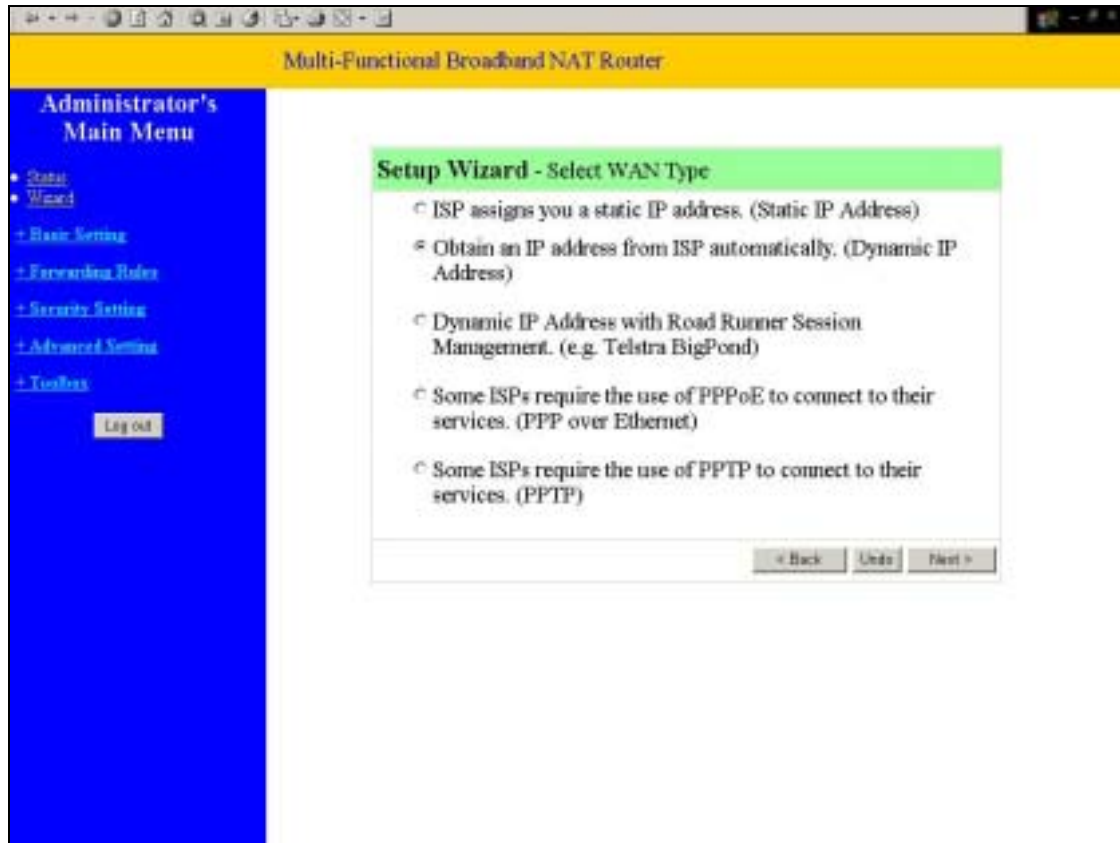 Multi-Functional Broadband NAT Router
Administrator's
Main Menu
Status
Wizard
+ Basic Setting
+ Forwarding Rules
+ Security Setting
+ Advanced Setting
+ Toolbox
Log out
Setup Wizard - Select WAN Type
ISP assigns you a static IP address. (Static IP Address)
Obtain an IP address from ISP automatically. (Dynamic IP
Address)
Dynamic IP Address with Road Runner Session
Management. (e.g. Telstra BigPond)
Some ISPs require the use of PPPoE to connect to their
services. (PPP over Ethernet)
Some ISPs require the use of PPTP to connect to their
services. (PPTP)
< Back
Undo
Next >